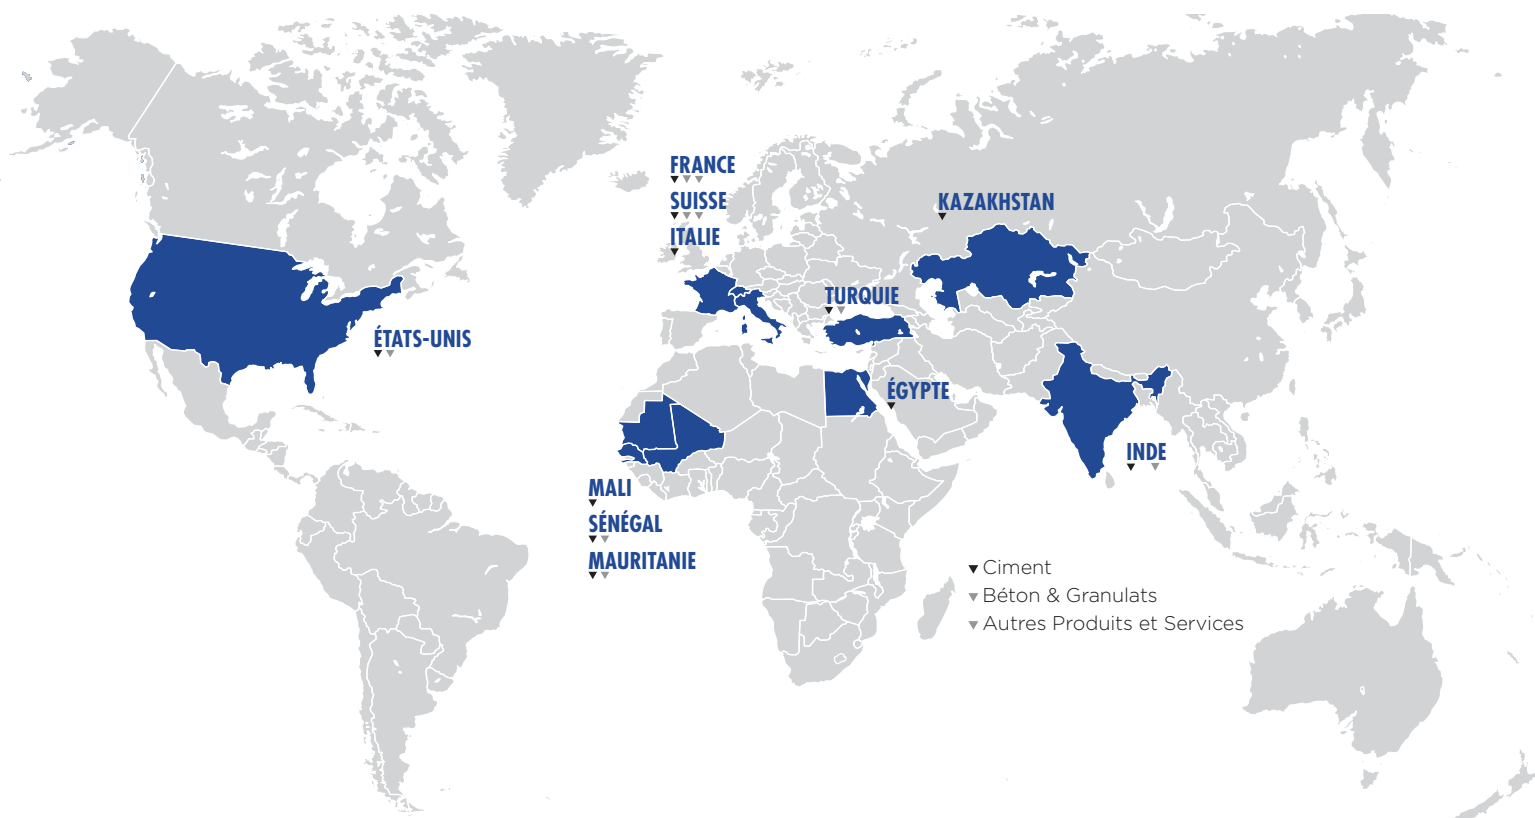 FRANCE
SUISSE
ITALIE
KAZAKHSTAN
TURQUIE
ÉTATS-UNIS
ÉGYPTE
INDE
MALI
SÉNÉGAL
MAURITANIE
Ciment
Béton & Granulats
Autres Produits et Services